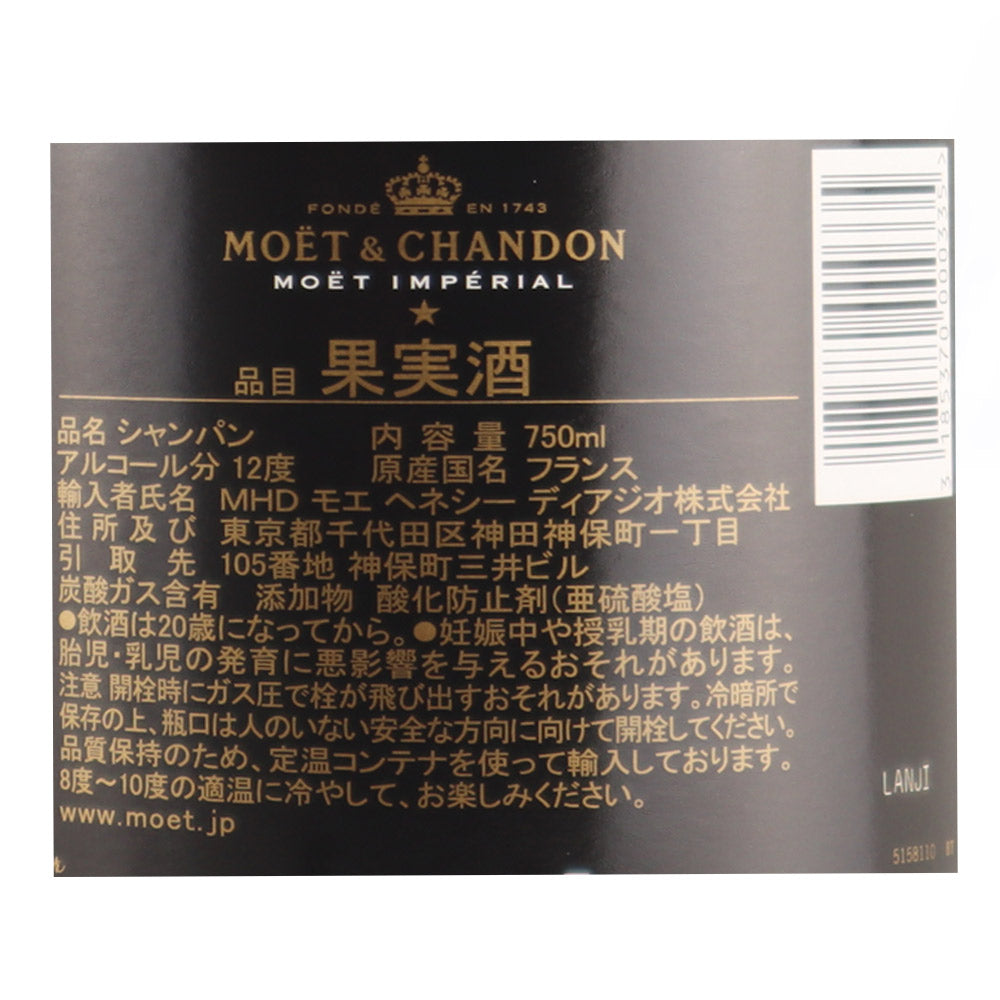 FONDÉ EN 1743
MOËT & CHANDON
MOËT IMPÉRIAL
品目 果実酒
品名 シャンパン 内容量 750ml
アルコール分 12度 原産国名 フランス
輸入者氏名 MHD モエ ヘネシー ディアジオ株式会社
住所及び 東京都千代田区神田神保町一丁目
引取先 105番地 神保町三井ビル
炭酸ガス含有 添加物 酸化防止剤(亜硫酸塩)
●飲酒は20歳になってから。●妊娠中や授乳期の飲酒は、
胎児・乳児の発育に悪影響を与えるおそれがあります。
注意 開栓時にガス圧で栓が飛び出すおそれがあります。冷暗所で
保存の上、瓶口は人のいない安全な方向に向けて開栓してください。
品質保持のため、定温コンテナを使って輸入しております。
8度～10度の適温に冷やして、お楽しみください。
www.moet.jp
3 185370 000335 >
LANJI
5158110